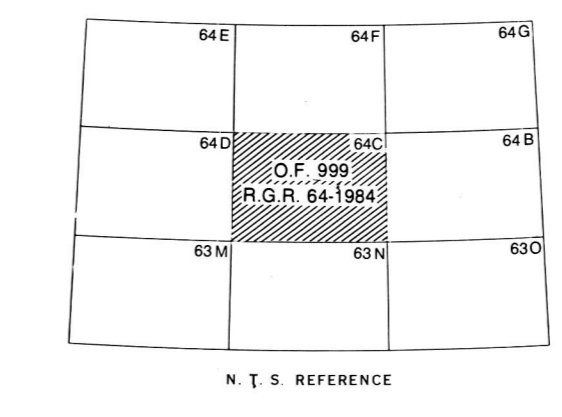 64E 64F 64G
64D 64C 64B
O.F. 999
R.G.R. 64-1984
63M 63N 63O
N. T. S. REFERENCE